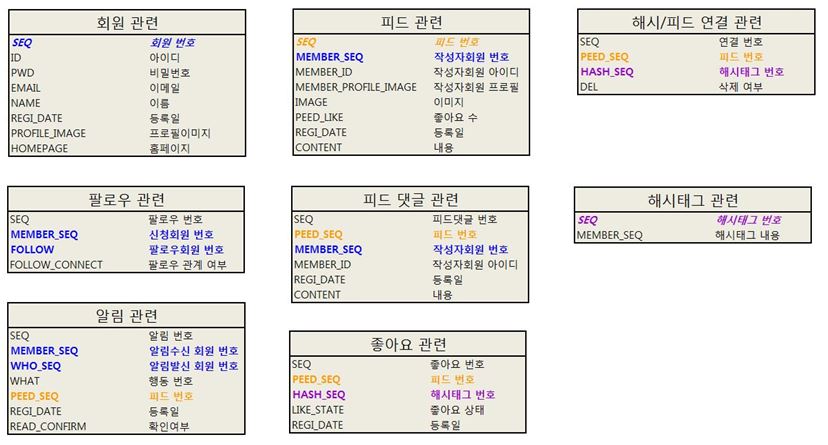 회원 관련
SEQ 회원 번호
ID 아이디
PWD 비밀번호
EMAIL 이메일
NAME 이름
REGI_DATE 등록일
PROFILE_IMAGE 프로필이미지
HOMEPAGE 홈페이지
피드 관련
SEQ 피드 번호
MEMBER_SEQ 작성자회원 번호
MEMBER_ID 작성자회원 아이디
MEMBER_PROFILE_IMAGE 작성자회원 프로필
IMAGE 이미지
PEED_LIKE 좋아요 수
REGI_DATE 등록일
CONTENT 내용
해시/피드 연결 관련
SEQ 연결 번호
PEED_SEQ 피드 번호
HASH_SEQ 해시태그 번호
DEL 삭제 여부
팔로우 관련
SEQ 팔로우 번호
MEMBER_SEQ 신청회원 번호
FOLLOW 팔로우회원 번호
FOLLOW_CONNECT 팔로우 관계 여부
피드 댓글 관련
SEQ 피드댓글 번호
PEED_SEQ 피드 번호
MEMBER_SEQ 작성자회원 번호
MEMBER_ID 작성자회원 아이디
REGI_DATE 등록일
CONTENT 내용
해시태그 관련
SEQ 해시태그 번호
MEMBER_SEQ 해시태그 내용
알림 관련
SEQ 알림 번호
MEMBER_SEQ 알림수신 회원 번호
WHO_SEQ 알림발신 회원 번호
WHAT 행동 번호
PEED_SEQ 피드 번호
REGI_DATE 등록일
READ_CONFIRM 확인여부
좋아요 관련
SEQ 좋아요 번호
PEED_SEQ 피드 번호
HASH_SEQ 해시태그 번호
LIKE_STATE 좋아요 상태
REGI_DATE 등록일